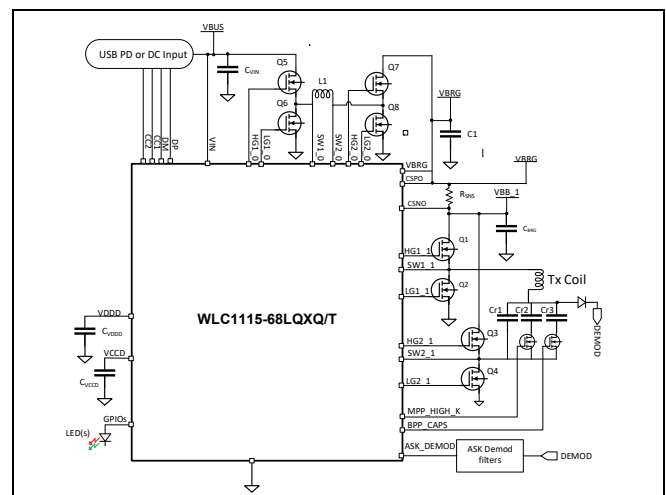 VBUS
USB PD or DC Input
CVIN
Q5
L1
Q7
Q6
Q8
VBRG
C1
CC2
CC1
DM
DP
VIN
HG1_0
LG1_0
SW1_0
SW2_0
HG2_0
LG2_0
VBRG
VBRG
CSPO
RSNS
VBB_1
CSNO
CBRG
Q1
HG1_1
SW1_1
Tx Coil
Q2
LG1_1
Cr1
Cr2
Cr3
DEMOD
VDDD
CVDDD
WLC1115-68LQXQ/T
Q3
HG2_1
SW2_1
VCCD
CVCCD
Q4
LG2_1
GPIOs
MPP_HIGH_K
BPP_CAPS
LED(s)
ASK_DEMOD
ASK Demod
filters
DEMOD